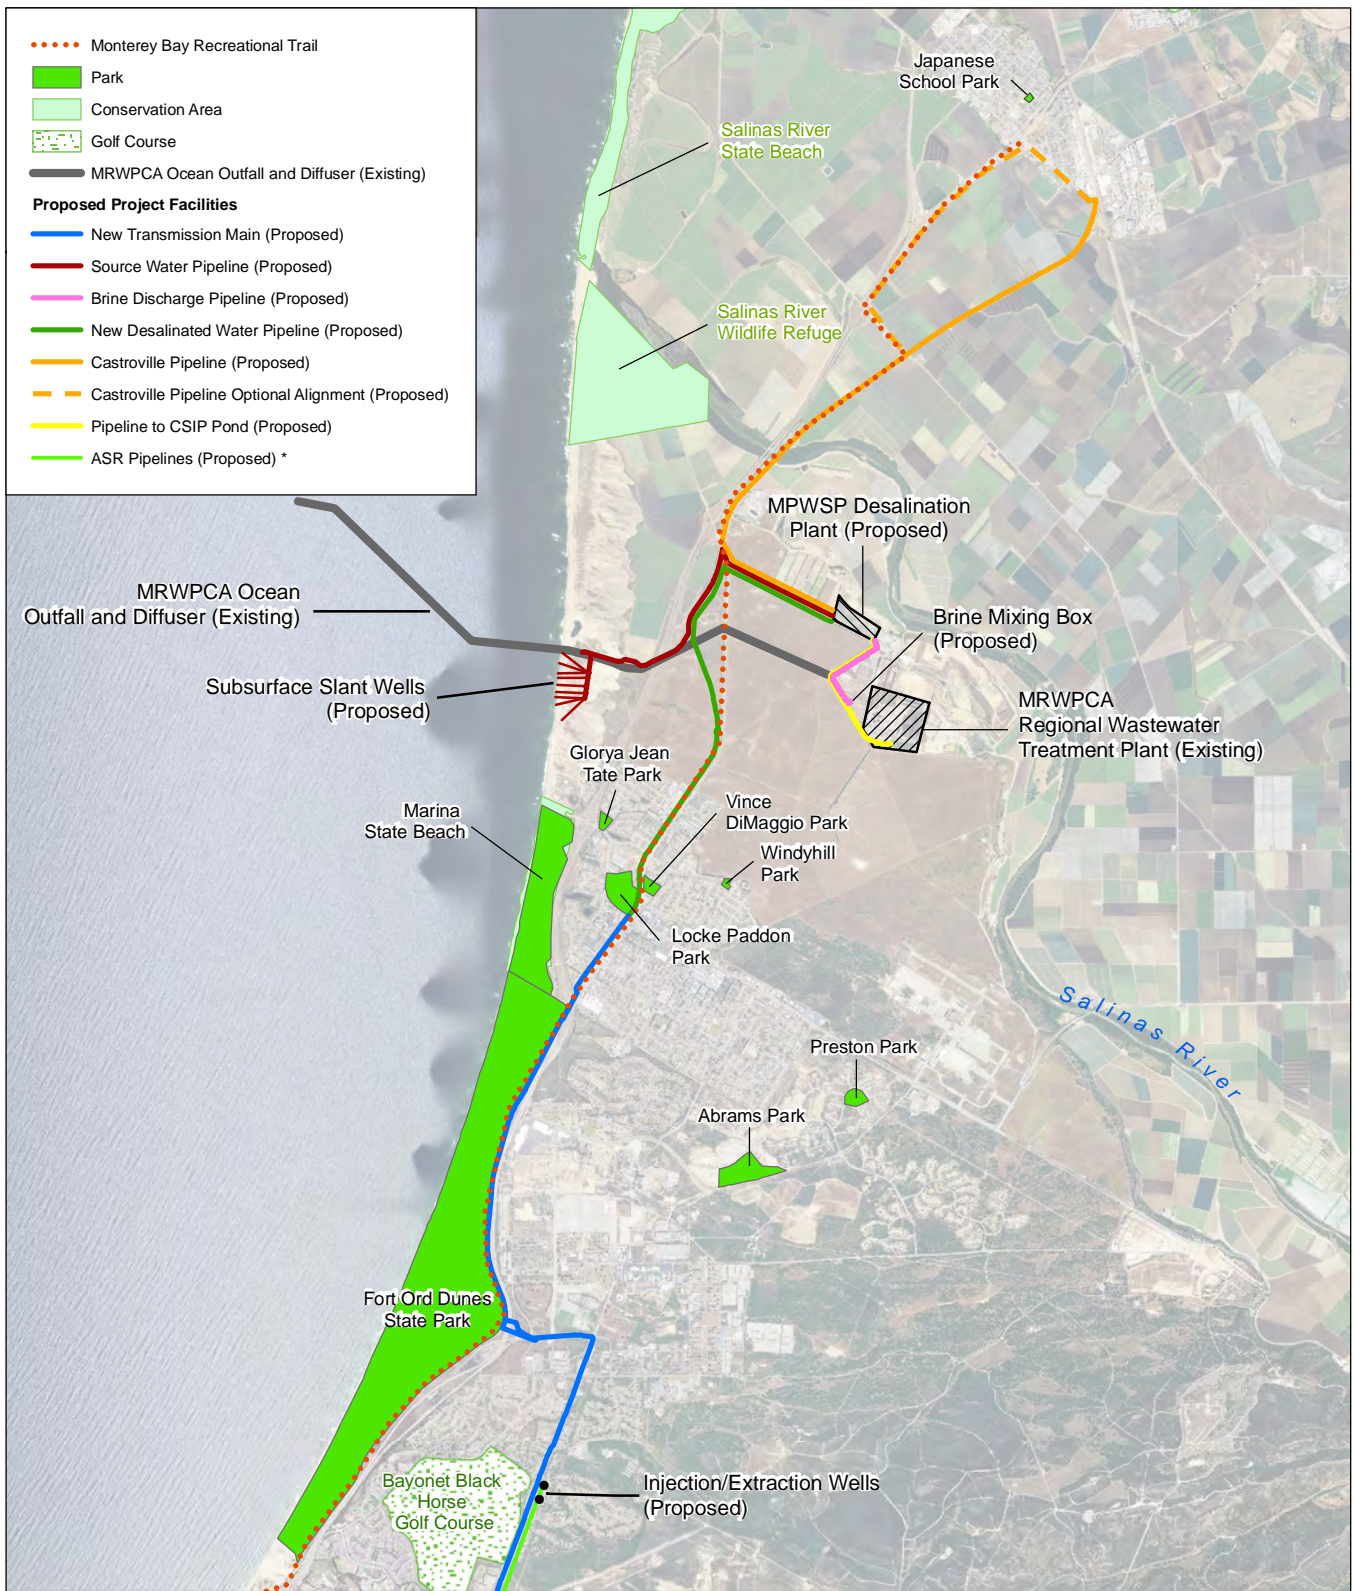 Monterey Bay Recreational Trail
Park
Conservation Area
Golf Course
MRWPCA Ocean Outfall and Diffuser (Existing)
Proposed Project Facilities
New Transmission Main (Proposed)
Source Water Pipeline (Proposed)
Brine Discharge Pipeline (Proposed)
New Desalinated Water Pipeline (Proposed)
Castroville Pipeline (Proposed)
Castroville Pipeline Optional Alignment (Proposed)
Pipeline to CSIP Pond (Proposed)
ASR Pipelines (Proposed) *
Japanese
School Park
Salinas River
State Beach
Salinas River
Wildlife Refuge
MPWSP Desalination
Plant (Proposed)
MRWPCA Ocean
Outfall and Diffuser (Existing)
Brine Mixing Box
(Proposed)
Subsurface Slant Wells
(Proposed)
MRWPCA
Regional Wastewater
Treatment Plant (Existing)
Glorya Jean
Tate Park
Marina
State Beach
Vince
DiMaggio Park
Windyhill
Park
Locke Paddon
Park
Salinas River
Preston Park
Abrams Park
Fort Ord Dunes
State Park
Bayonet Black
Horse
Golf Course
Injection/Extraction Wells
(Proposed)